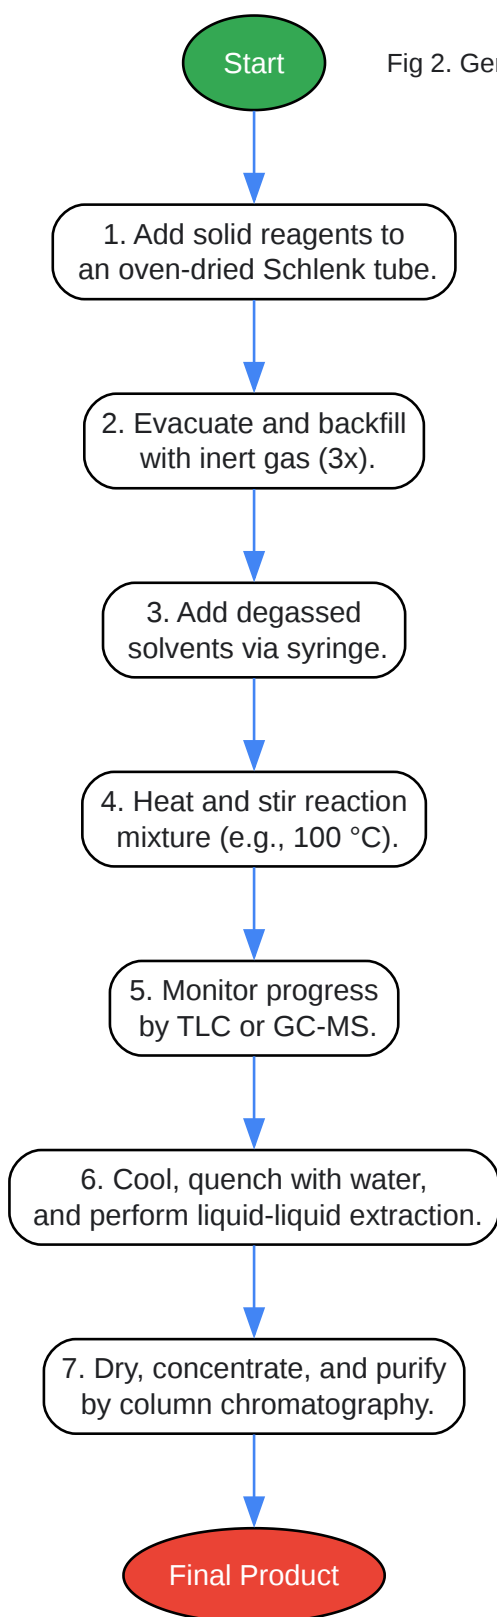 Start
Fig 2. Ge
1. Add solid reagents to
an oven-dried Schlenk tube.
2. Evacuate and backfill
with inert gas (3x).
3. Add degassed
solvents via syringe.
4. Heat and stir reaction
mixture (e.g., 100 °C).
5. Monitor progress
by TLC or GC-MS.
6. Cool, quench with water,
and perform liquid-liquid extraction.
7. Dry, concentrate, and purify
by column chromatography.
Final Product